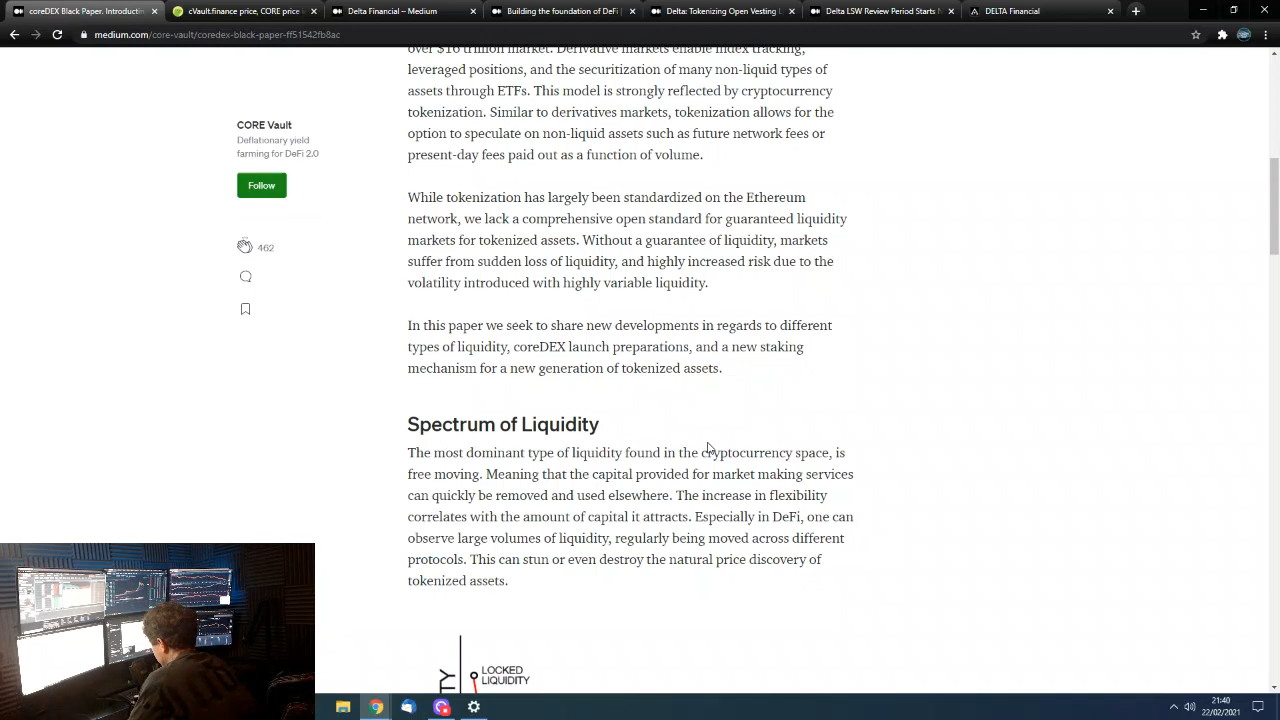 coreDEX Black Paper: Introducti
cVault.finance price, CORE price
Delta Financial – Medium
Building the foundation of DeFi
Delta: Tokenizing Open Vesting L
Delta LSW Review Period Starts
DELTA Financial
medium.com/core-vault/coredex-black-paper-ff51542fb8ac
over $16 trillion market. Derivative markets enable index tracking,
leveraged positions, and the securitization of many non-liquid types of
assets through ETFs. This model is strongly reflected by cryptocurrency
tokenization. Similar to derivatives markets, tokenization allows for the
option to speculate on non-liquid assets such as future network fees or
present-day fees paid out as a function of volume.
CORE Vault
Deflationary yield
farming for DeFi 2.0
Follow
462
While tokenization has largely been standardized on the Ethereum
network, we lack a comprehensive open standard for guaranteed liquidity
markets for tokenized assets. Without a guarantee of liquidity, markets
suffer from sudden loss of liquidity, and highly increased risk due to the
volatility introduced with highly variable liquidity.
In this paper we seek to share new developments in regards to different
types of liquidity, coreDEX launch preparations, and a new staking
mechanism for a new generation of tokenized assets.
Spectrum of Liquidity
The most dominant type of liquidity found in the cryptocurrency space, is
free moving. Meaning that the capital provided for market making services
can quickly be removed and used elsewhere. The increase in flexibility
correlates with the amount of capital it attracts. Especially in DeFi, one can
observe large volumes of liquidity, regularly being moved across different
protocols. This can stun or even destroy the natural price discovery of
tokenized assets.
LOCKED
LIQUIDITY
TY
21:40
22/02/2021